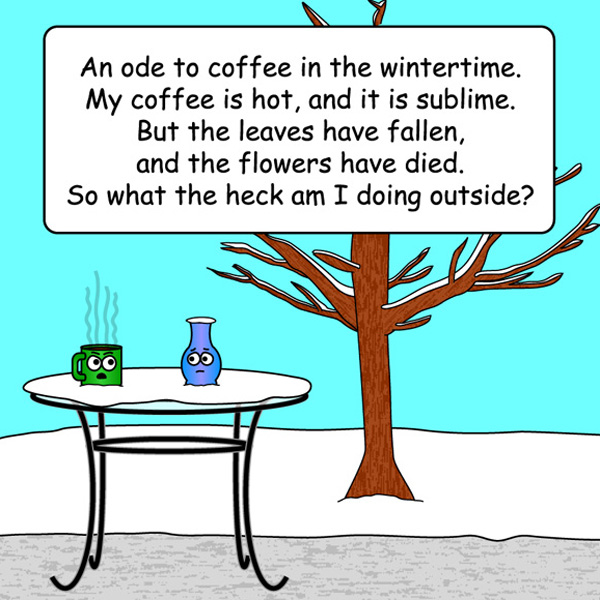 An ode to coffee in the wintertime.
My coffee is hot, and it is sublime.
But the leaves have fallen,
and the flowers have died.
So what the heck am I doing outside?